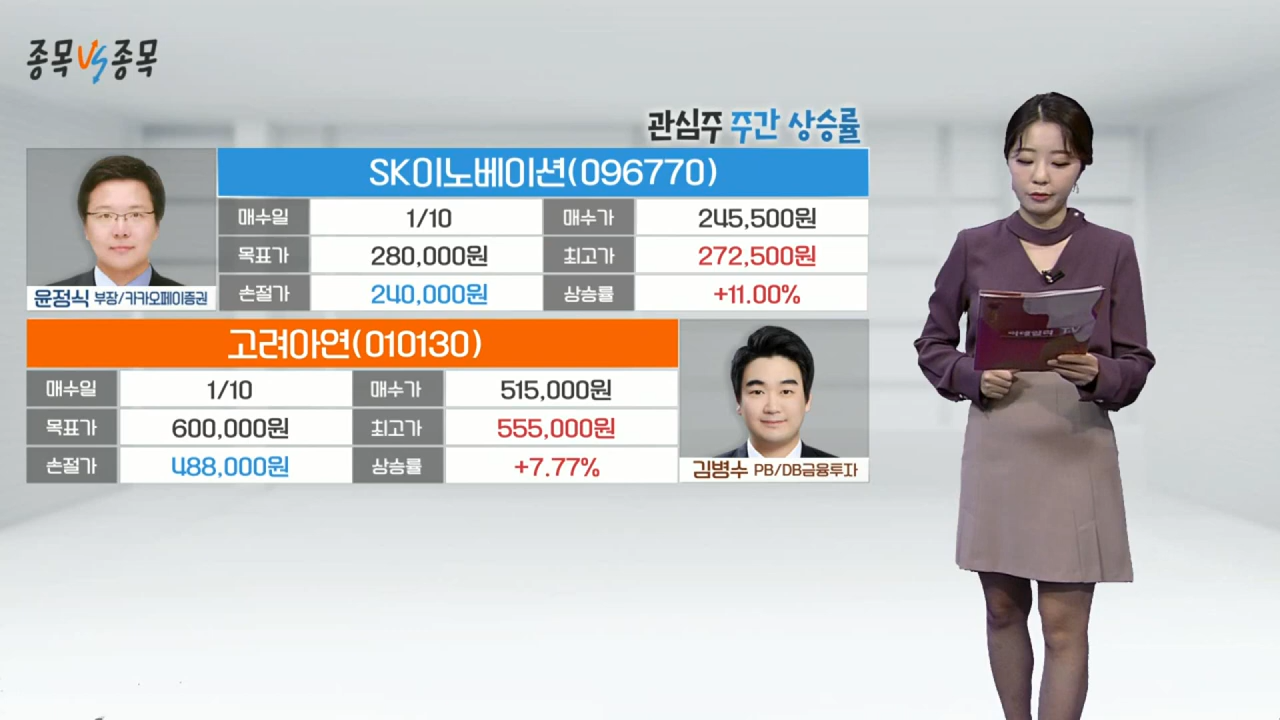 종목VS종목
관심주 주간 상승률
SK이노베이션(096770)
매수일 1/10 매수가 245,500원
목표가 280,000원 최고가 272,500원
손절가 240,000원 상승률 +11.00%
윤정식 부장/카카오페이증권
고려아연(010130)
매수일 1/10 매수가 515,000원
목표가 600,000원 최고가 555,000원
손절가 488,000원 상승률 +7.77%
김병수 PB/DB금융투자
이데일리 TV